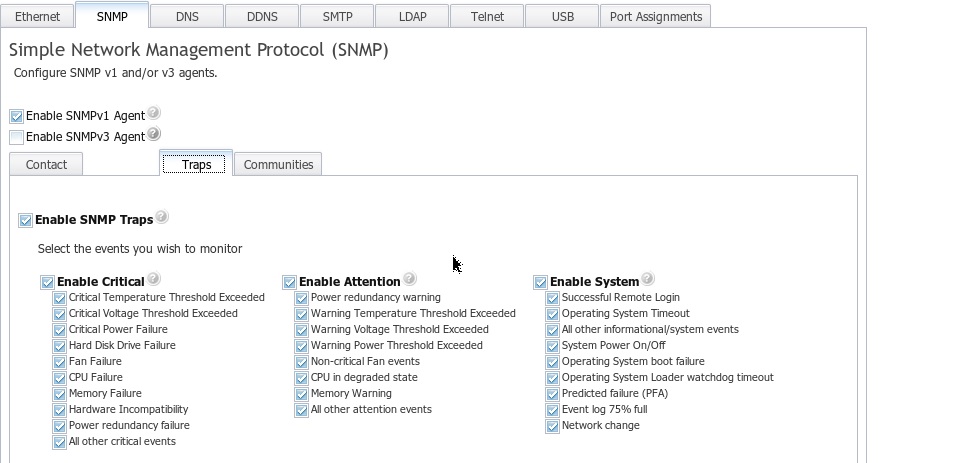 Ethernet SNMP DNS DDNS SMTP LDAP Telnet USB Port Assignments
Simple Network Management Protocol (SNMP)
Configure SNMP v1 and/or v3 agents.
Enable SNMPv1 Agent ?
Enable SNMPv3 Agent ?
Contact Traps Communities
Enable SNMP Traps ?
Select the events you wish to monitor
Enable Critical ?
Critical Temperature Threshold Exceeded
Critical Voltage Threshold Exceeded
Critical Power Failure
Hard Disk Drive Failure
Fan Failure
CPU Failure
Memory Failure
Hardware Incompatibility
Power redundancy failure
All other critical events
Enable Attention ?
Power redundancy warning
Warning Temperature Threshold Exceeded
Warning Voltage Threshold Exceeded
Warning Power Threshold Exceeded
Non-critical Fan events
CPU in degraded state
Memory Warning
All other attention events
Enable System ?
Successful Remote Login
Operating System Timeout
All other informational/system events
System Power On/Off
Operating System boot failure
Operating System Loader watchdog timeout
Predicted failure (PFA)
Event log 75% full
Network change